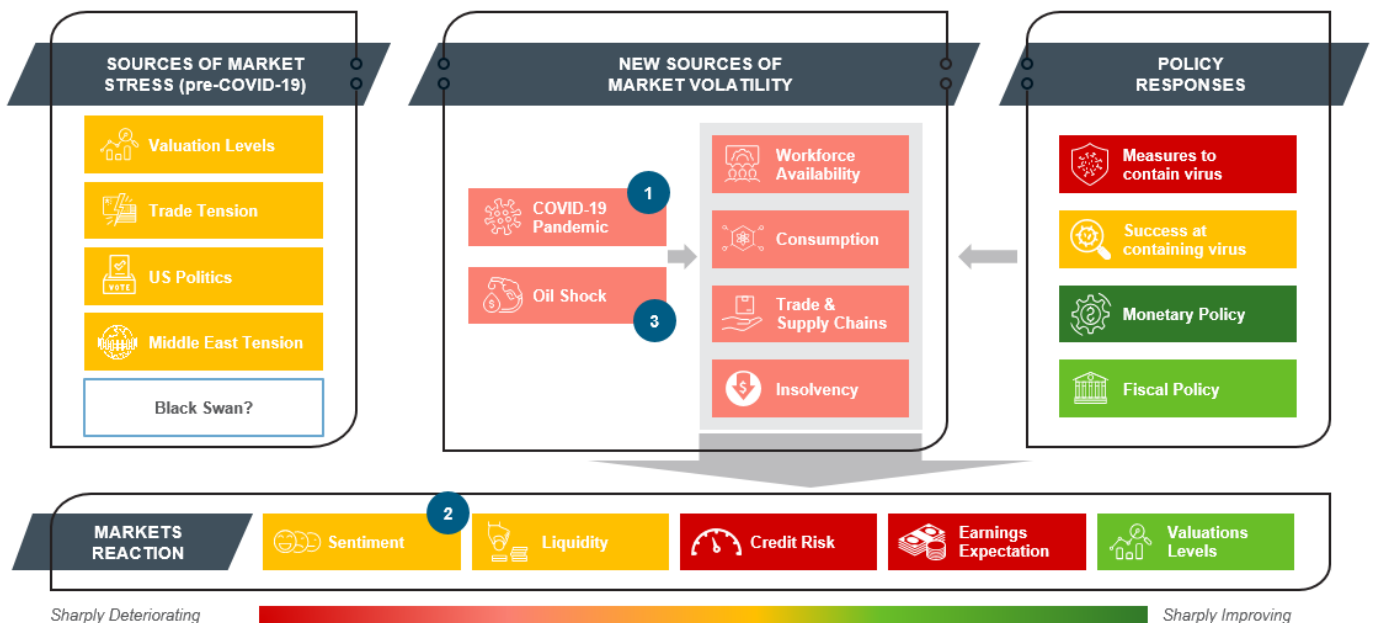 SOURCES OF MARKET
STRESS (pre-COVID-19)
Valuation Levels
Trade Tension
US Politics
VOTE
Middle East Tension
Black Swan?
NEW SOURCES OF
MARKET VOLATILITY
1
COVID-19
Pandemic
$
Oil Shock
3
Workforce
Availability
Consumption
Trade &
Supply Chains
$
Insolvency
POLICY
RESPONSES
Measures to
contain virus
Success at
containing virus
$
Monetary Policy
Fiscal Policy
MARKETS
REACTION
2
Sentiment
Liquidity
Credit Risk
Earnings
Expectation
Valuations
Levels
Sharply Deteriorating
Sharply Improving